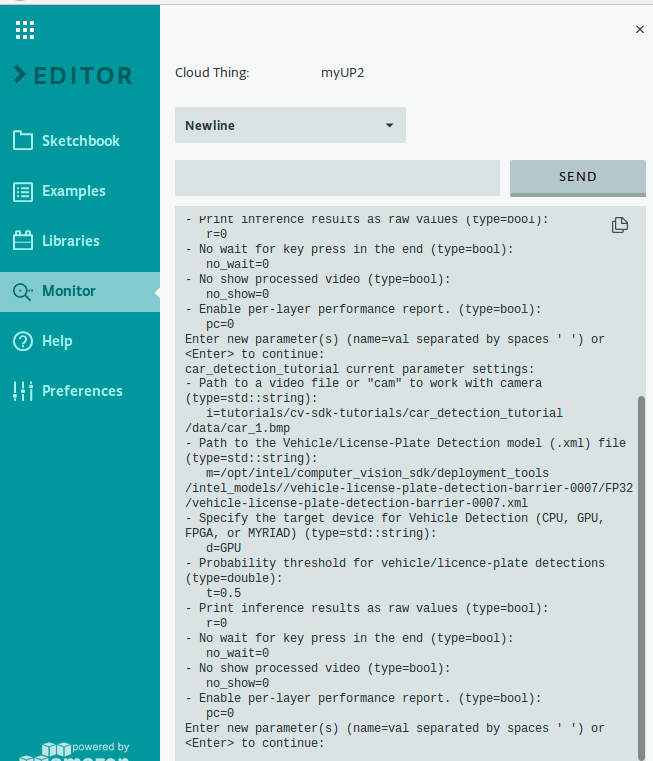 ×
EDITOR
Cloud Thing: myUP2
Newline
Sketchbook
SEND
Examples
Libraries
Monitor
Help
Preferences
- Print inference results as raw values (type=bool):
r=0
- No wait for key press in the end (type=bool):
no_wait=0
- No show processed video (type=bool):
no_show=0
- Enable per-layer performance report. (type=bool):
pc=0
Enter new parameter(s) (name=val separated by spaces ' ') or
<Enter> to continue:
car_detection_tutorial current parameter settings:
- Path to a video file or "cam" to work with camera
(type=std::string):
i=tutorials/cv-sdk-tutorials/car_detection_tutorial
/data/car_1.bmp
- Path to the Vehicle/License-Plate Detection model (.xml) file
(type=std::string):
m=/opt/intel/computer_vision_sdk/deployment_tools
/intel_models//vehicle-license-plate-detection-barrier-0007/FP32
/vehicle-license-plate-detection-barrier-0007.xml
- Specify the target device for Vehicle Detection (CPU, GPU,
FPGA, or MYRIAD) (type=std::string):
d=GPU
- Probability threshold for vehicle/licence-plate detections
(type=double):
t=0.5
- Print inference results as raw values (type=bool):
r=0
- No wait for key press in the end (type=bool):
no_wait=0
- No show processed video (type=bool):
no_show=0
- Enable per-layer performance report. (type=bool):
pc=0
Enter new parameter(s) (name=val separated by spaces ' ') or
<Enter> to continue:
powered by
amazon